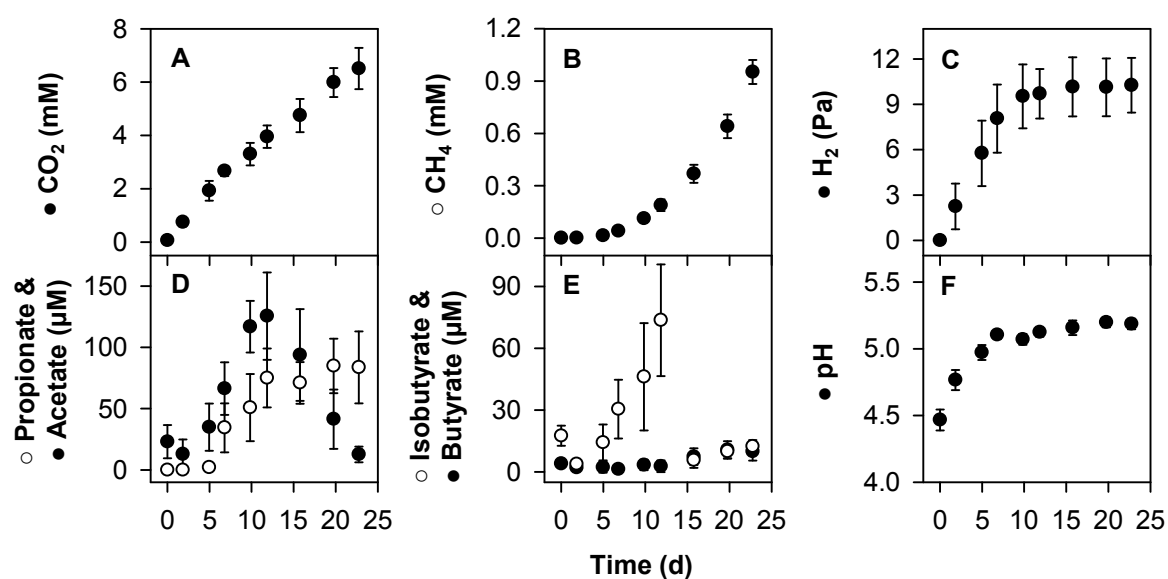 ● CO2 (mM)
8
6
4
2
0
A
○ CH4 (mM)
1.2
0.9
0.6
0.3
0.0
B
● H2 (Pa)
12
9
6
3
0
C
○ Propionate &
● Acetate (µM)
150
100
50
0
D
0 5 10 15 20 25
○ Isobutyrate &
● Butyrate (µM)
90
60
30
0
E
0 5 10 15 20 25
● pH
5.5
5.0
4.5
4.0
F
0 5 10 15 20 25
Time (d)